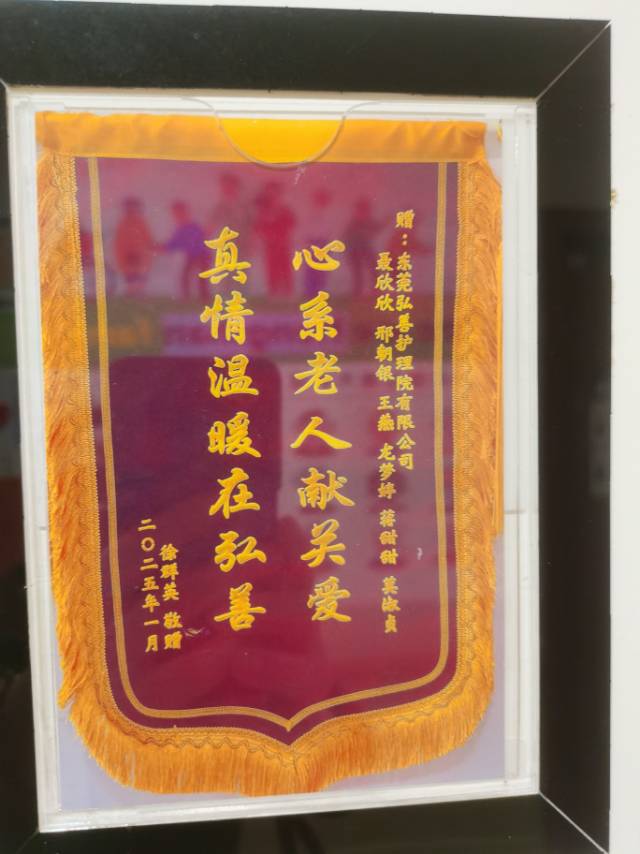 赠：东莞弘善护理院有限公司
聂欣欣 邢朝银 王燕 龙梦婷 蒋甜甜 莫淑贞
心系老人献关爱
真情温暖在弘善
徐群英 敬赠
二〇二五年一月